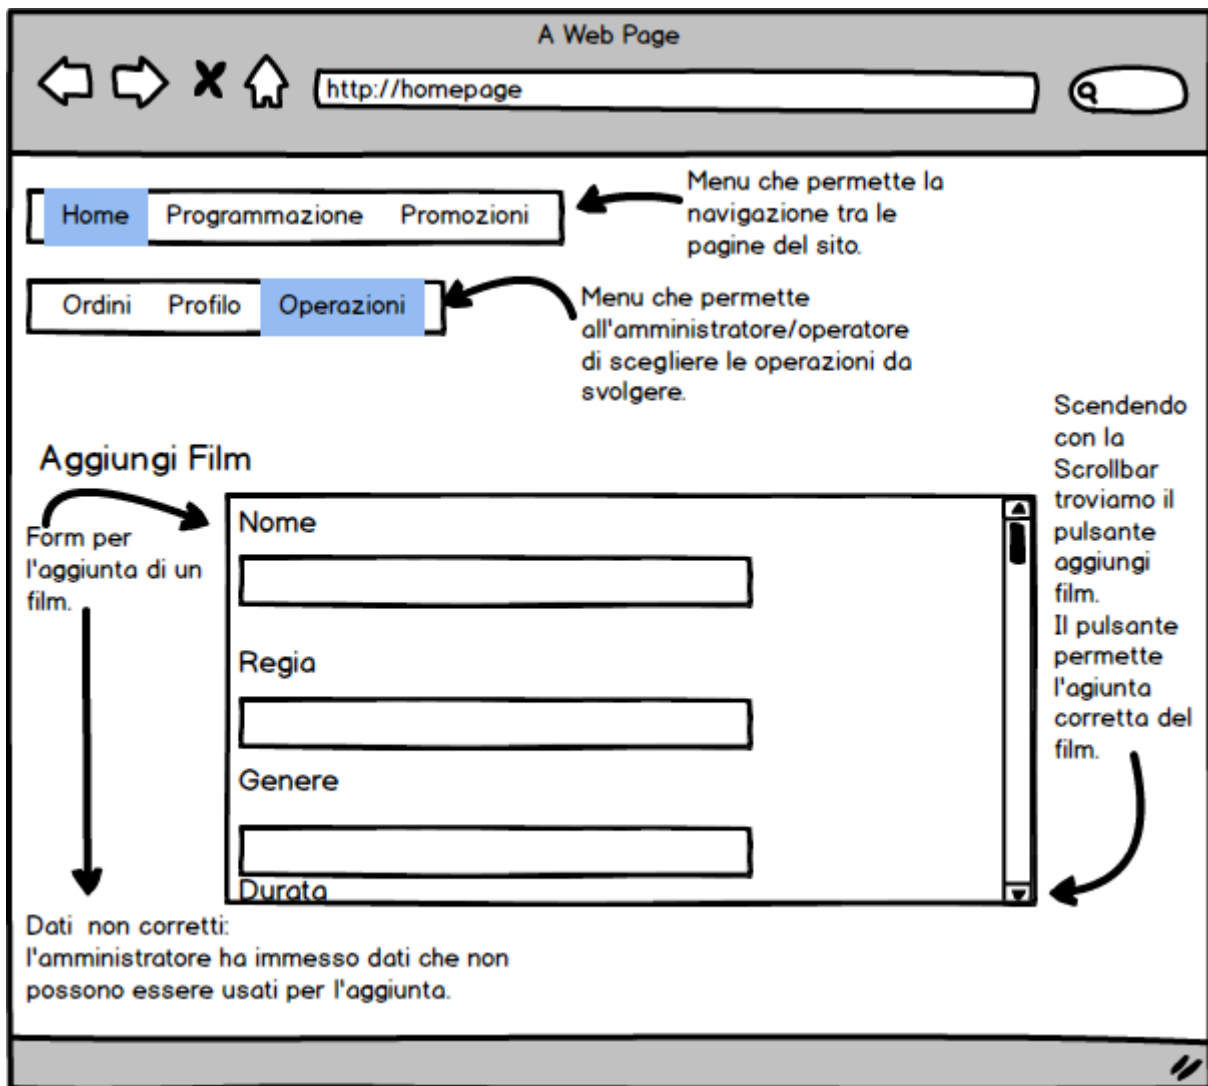 A Web Page
http://homepage
Home Programmazione Promozioni
Menu che permette la
navigazione tra le
pagine del sito.
Ordini Profilo Operazioni
Menu che permette
all'amministratore/operatore
di scegliere le operazioni da
svolgere.
Aggiungi Film
Form per
l'aggiunta di un
film.
Nome
Regia
Genere
Durata
Scendendo
con la
Scrollbar
troviamo il
pulsante
aggiungi
film.
Il pulsante
permette
l'agiunta
corretta del
film.
Dati  non corretti:
l'amministratore ha immesso dati che non
possono essere usati per l'aggiunta.